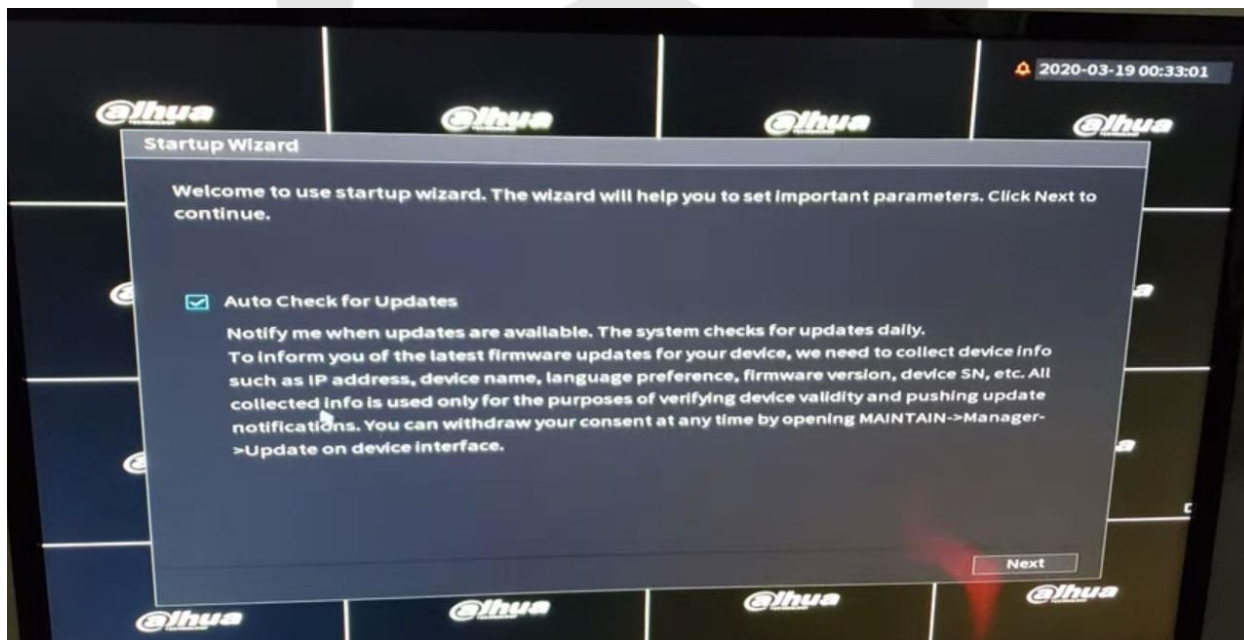 2020-03-19 00:33:01
alhua
alhua
alhua
alhua
Startup Wizard
Welcome to use startup wizard. The wizard will help you to set important parameters. Click Next to
continue.
a
Auto Check for Updates
Notify me when updates are available. The system checks for updates daily.
To inform you of the latest firmware updates for your device, we need to collect device info
such as IP address, device name, language preference, firmware version, device SN, etc. All
collected info is used only for the purposes of verifying device validity and pushing update
notifications. You can withdraw your consent at any time by opening MAINTAIN->Manager-
>Update on device interface.
a
Next
alhua
alhua
alhua
alhua